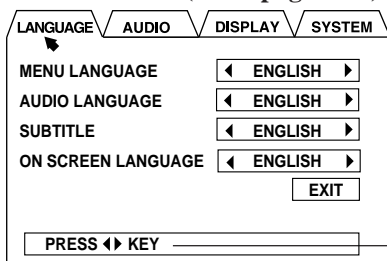 LANGUAGE AUDIO DISPLAY SYSTEM
MENU LANGUAGE ◀ ENGLISH ▶
AUDIO LANGUAGE ◀ ENGLISH ▶
SUBTITLE ◀ ENGLISH ▶
ON SCREEN LANGUAGE ◀ ENGLISH ▶
EXIT
PRESS ◀▶ KEY